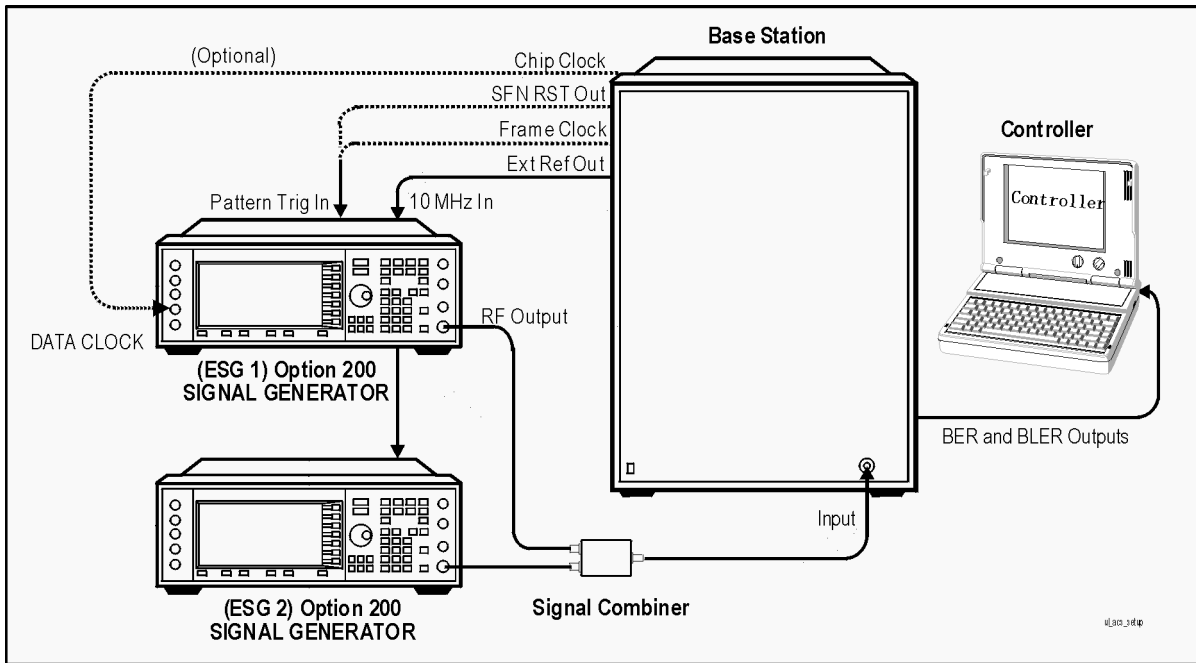 Base Station
(Optional)
Chip Clock
SFN RST Out
Frame Clock
Ext Ref Out
Controller
Controller
Pattern Trig In
10 MHz In
RF Output
DATA CLOCK
(ESG 1) Option 200
SIGNAL GENERATOR
BER and BLER Outputs
Input
Signal Combiner
(ESG 2) Option 200
SIGNAL GENERATOR
ul_acs_setup